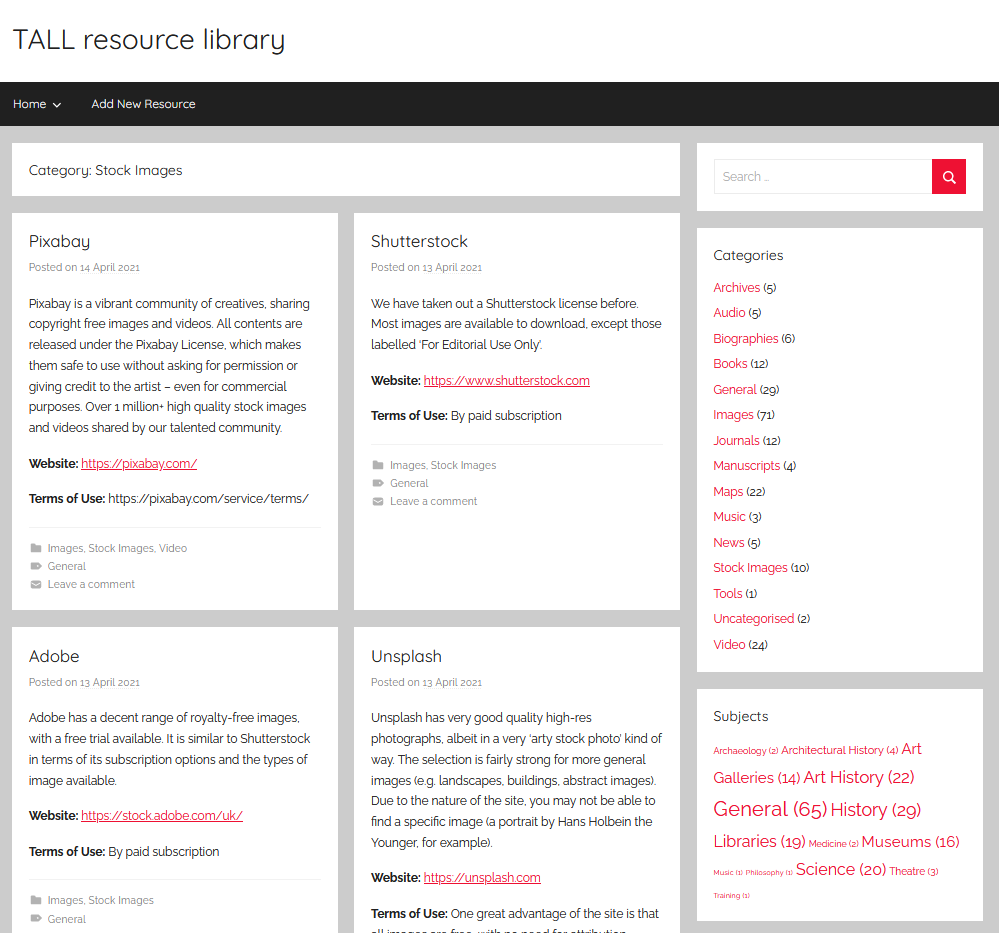 TALL resource library
Home
Add New Resource
Category: Stock Images
Pixabay
Posted on 14 April 2021
Pixabay is a vibrant community of creatives, sharing
copyright free images and videos. All contents are
released under the Pixabay License, which makes
them safe to use without asking for permission or
giving credit to the artist – even for commercial
purposes. Over 1 million+ high quality stock images
and videos shared by our talented community.
Website: https://pixabay.com/
Terms of Use: https://pixabay.com/service/terms/
Images, Stock Images, Video
General
Leave a comment
Shutterstock
Posted on 13 April 2021
We have taken out a Shutterstock license before.
Most images are available to download, except those
labelled ‘For Editorial Use Only’.
Website: https://www.shutterstock.com
Terms of Use: By paid subscription
Images, Stock Images
General
Leave a comment
Adobe
Posted on 13 April 2021
Adobe has a decent range of royalty-free images,
with a free trial available. It is similar to Shutterstock
in terms of its subscription options and the types of
image available.
Website: https://stock.adobe.com/uk/
Terms of Use: By paid subscription
Images, Stock Images
General
Unsplash
Posted on 13 April 2021
Unsplash has very good quality high-res
photographs, albeit in a very ‘arty stock photo’ kind of
way. The selection is fairly strong for more general
images (e.g. landscapes, buildings, abstract images).
Due to the nature of the site, you may not be able to
find a specific image (a portrait by Hans Holbein the
Younger, for example).
Website: https://unsplash.com
Terms of Use: One great advantage of the site is that
all images are free, with no need for attribution
Search …
Categories
Archives (5)
Audio (5)
Biographies (6)
Books (12)
General (29)
Images (71)
Journals (12)
Manuscripts (4)
Maps (22)
Music (3)
News (5)
Stock Images (10)
Tools (1)
Uncategorised (2)
Video (24)
Subjects
Archaeology (2) Architectural History (4) Art
Galleries (14) Art History (22)
General (65) History (29)
Libraries (19) Medicine (2) Museums (16)
Music (1) Philosophy (1) Science (20) Theatre (3)
Training (1)